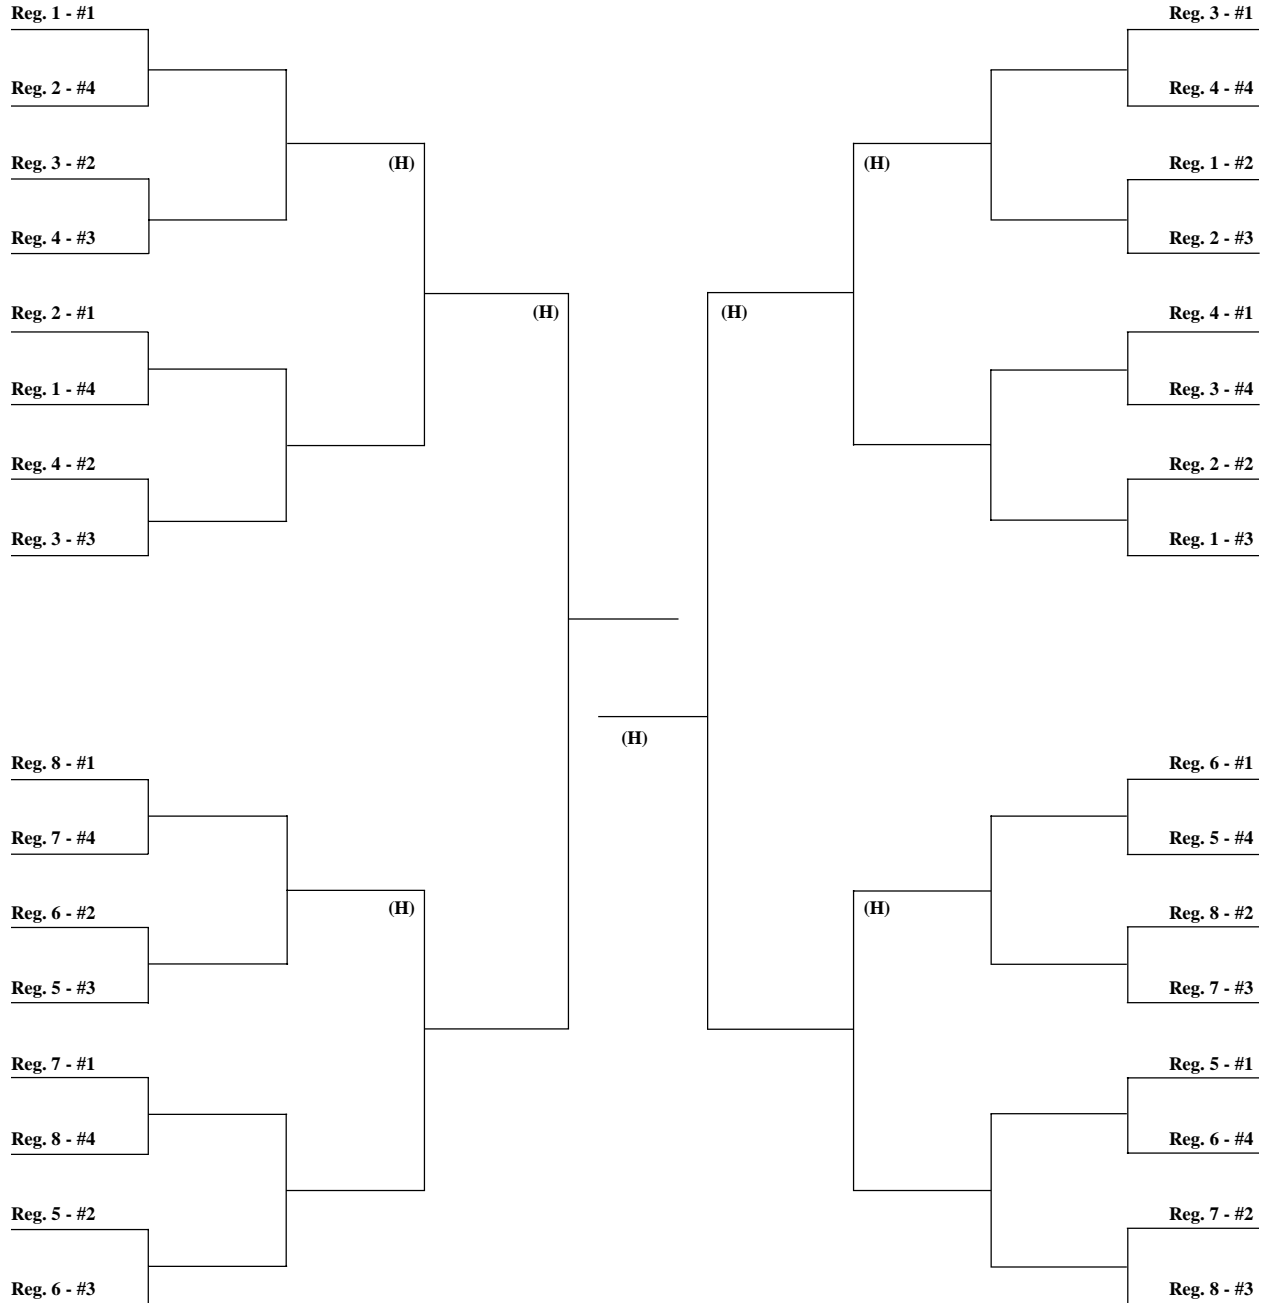 Reg. 1 - #1
Reg. 2 - #4
Reg. 3 - #2
(H)
Reg. 4 - #3
Reg. 2 - #1
(H)
Reg. 1 - #4
Reg. 4 - #2
Reg. 3 - #3
Reg. 8 - #1
Reg. 7 - #4
Reg. 6 - #2
(H)
Reg. 5 - #3
Reg. 7 - #1
Reg. 8 - #4
Reg. 5 - #2
Reg. 6 - #3
(H)
Reg. 3 - #1
Reg. 4 - #4
(H)
Reg. 1 - #2
Reg. 2 - #3
(H)
Reg. 4 - #1
Reg. 3 - #4
Reg. 2 - #2
Reg. 1 - #3
Reg. 6 - #1
Reg. 5 - #4
(H)
Reg. 8 - #2
Reg. 7 - #3
Reg. 5 - #1
Reg. 6 - #4
Reg. 7 - #2
Reg. 8 - #3